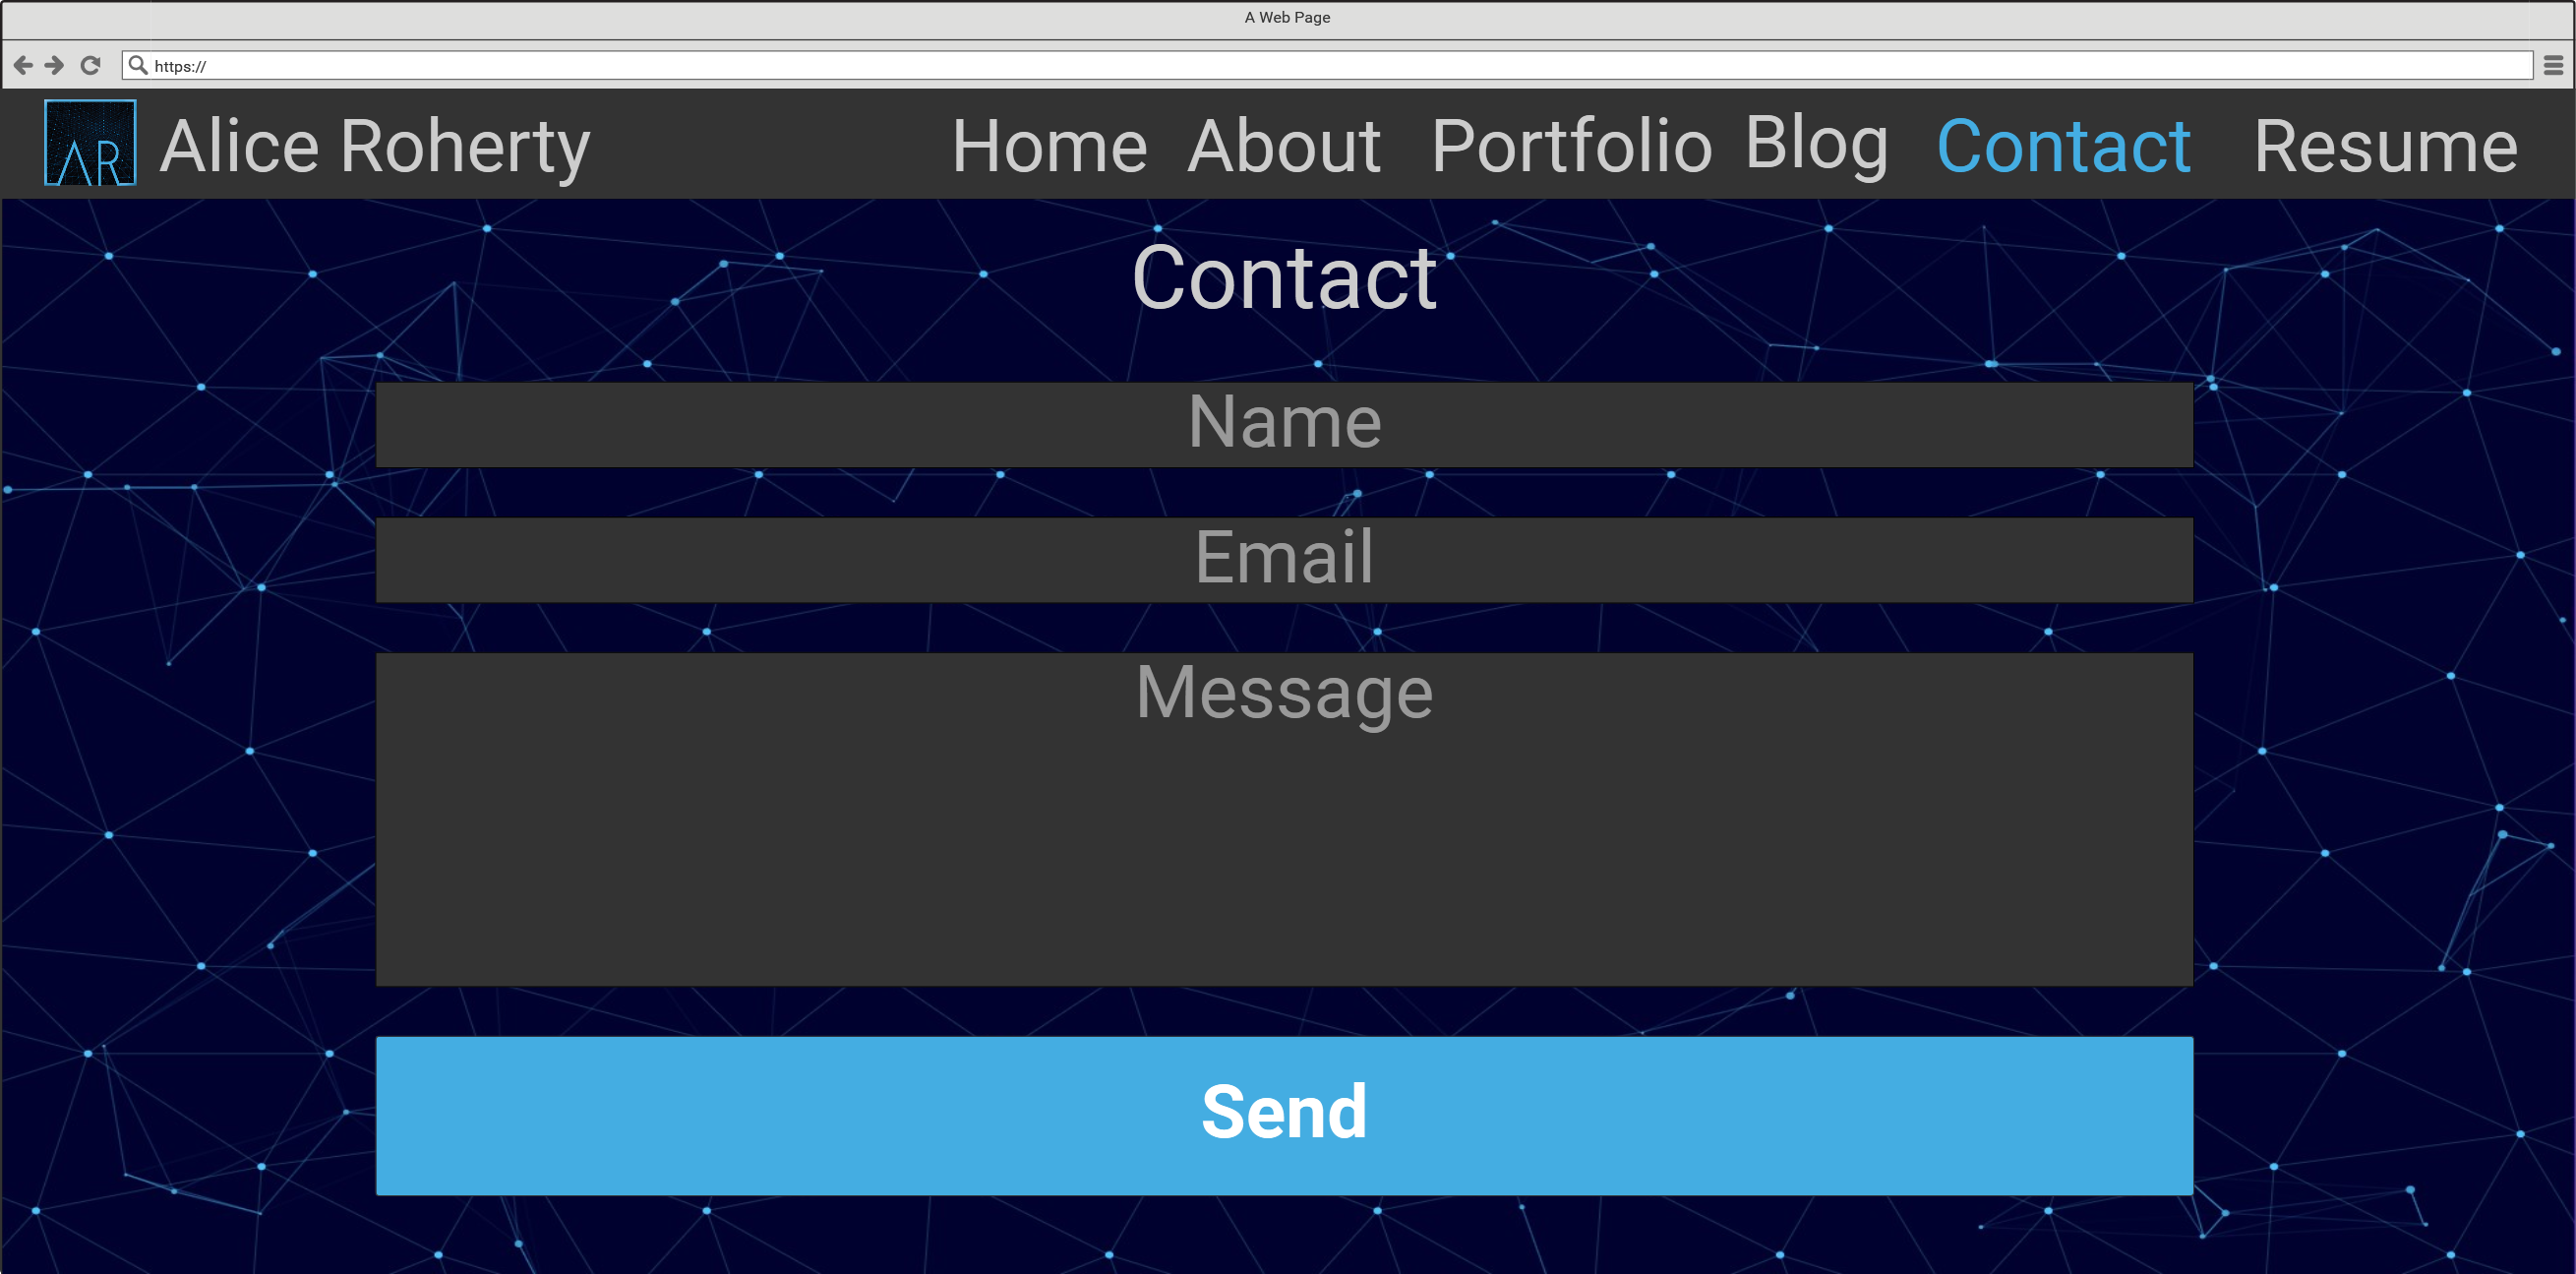 A Web Page
https://
AR Alice Roherty Home About Portfolio Blog Contact Resume
Contact
Name
Email
Message
Send